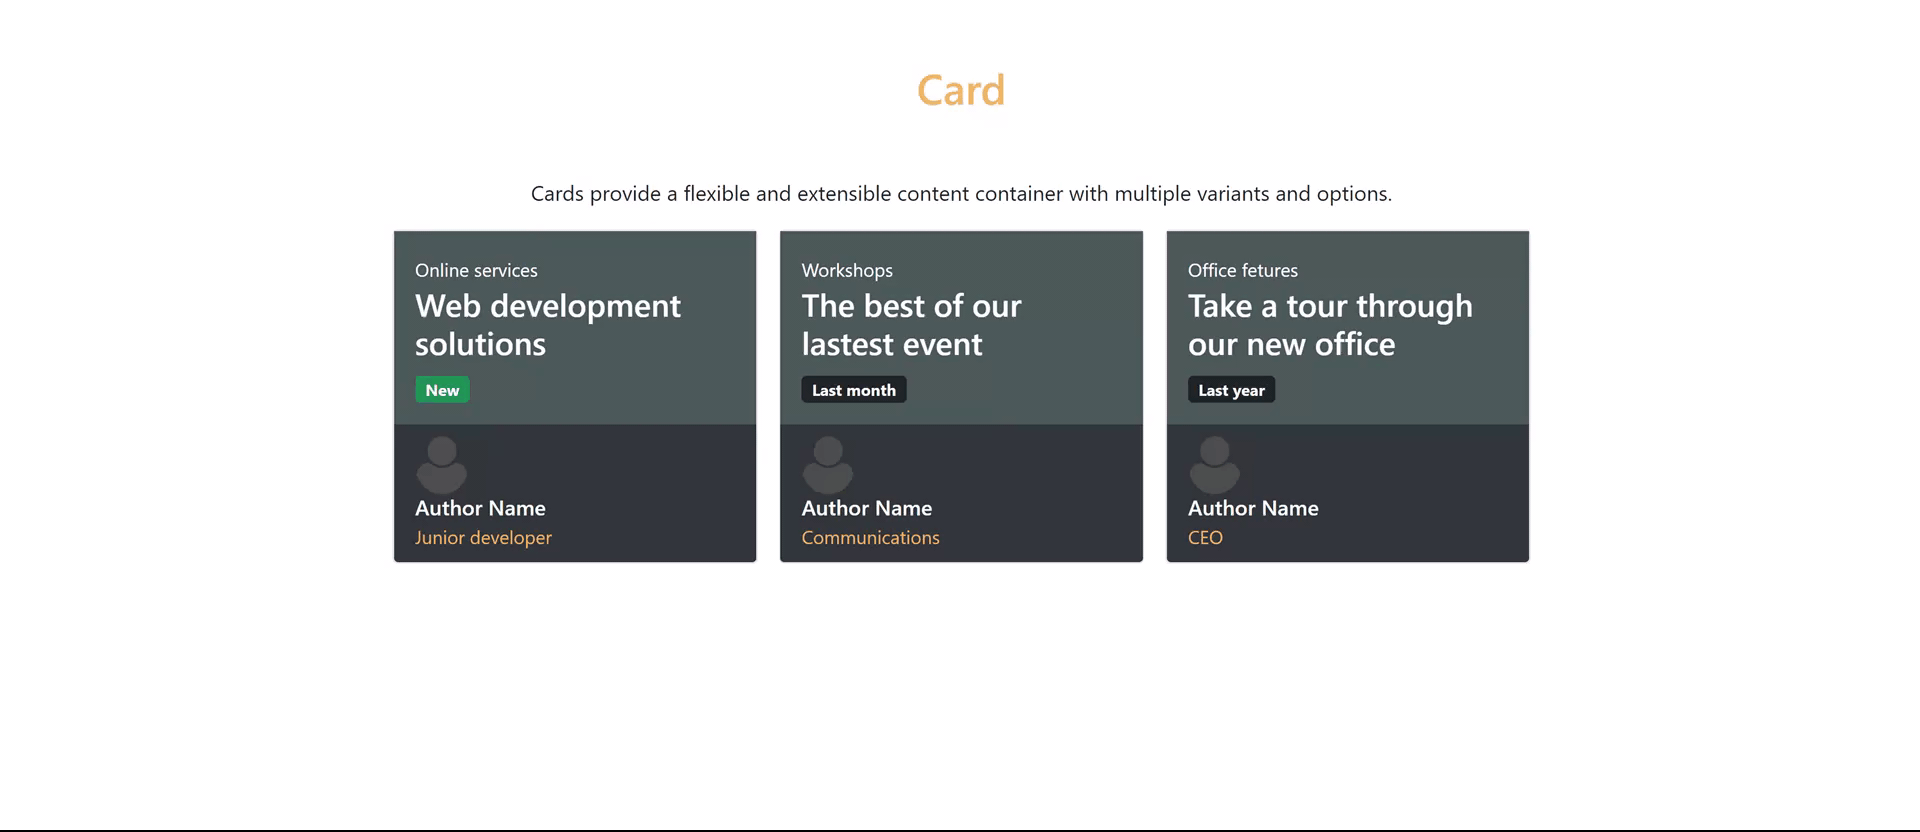 Card
Cards provide a flexible and extensible content container with multiple variants and options.
Online services
Web development
solutions
New
Author Name
Junior developer
Workshops
The best of our
lastest event
Last month
Author Name
Communications
Office fetures
Take a tour through
our new office
Last year
Author Name
CEO